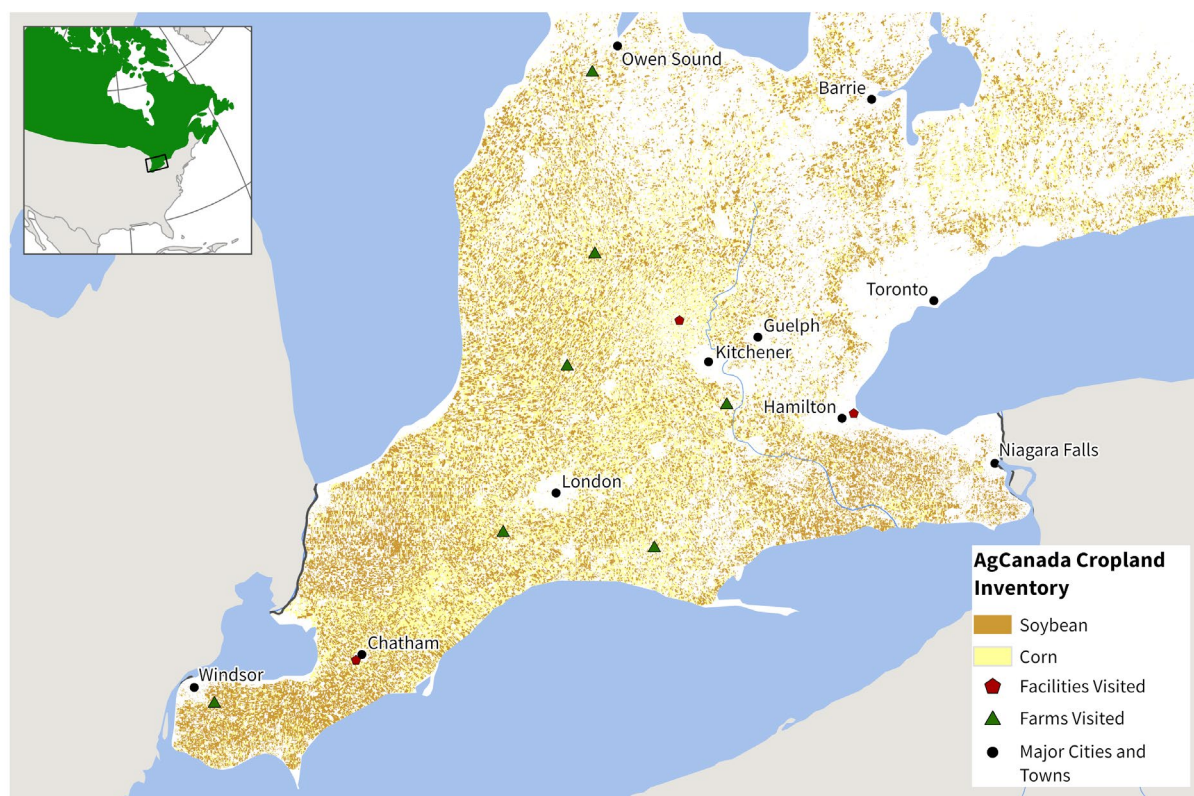 Owen Sound
Barrie
Toronto
Guelph
Kitchener
Hamilton
Niagara Falls
London
Chatham
Windsor
AgCanada Cropland
Inventory
Soybean
Corn
Facilities Visited
Farms Visited
Major Cities and
Towns